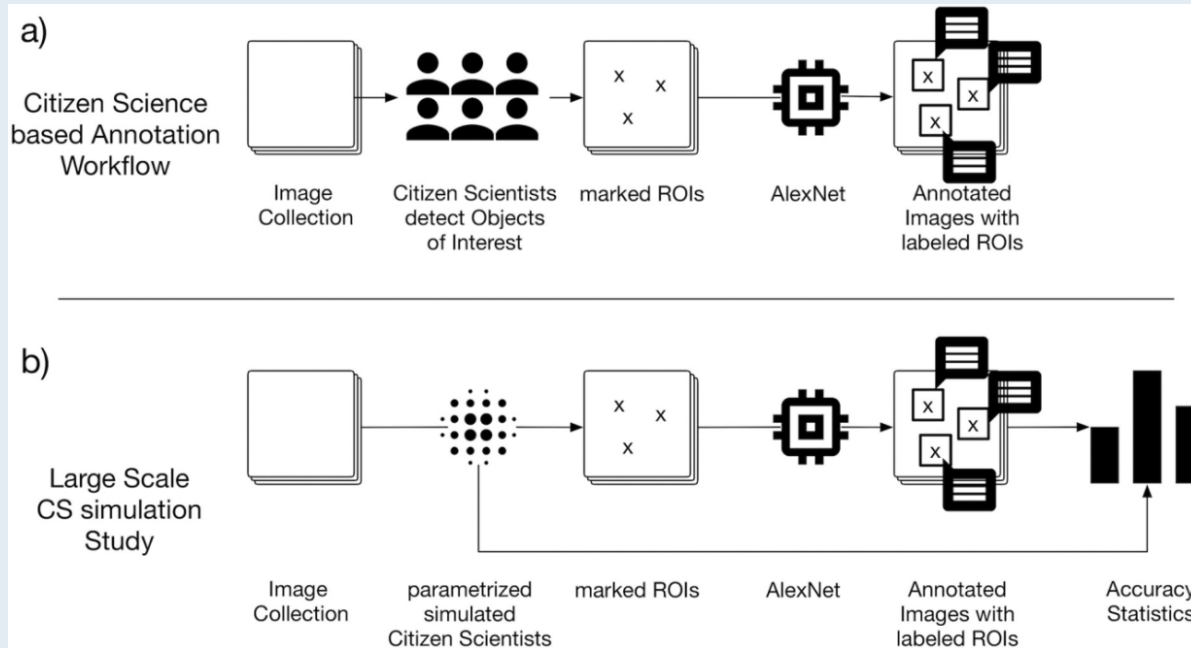 a)
Citizen Science
based Annotation
Workflow
x x
x
x
x
x
Image
Collection
Citizen Scientists
detect Objects
of Interest
marked ROIs
AlexNet
Annotated
Images with
labeled ROIs
b)
Large Scale
CS simulation
Study
x x
x
x
x
x
Image
Collection
parametrized
simulated
Citizen Scientists
marked ROIs
AlexNet
Annotated
Images with
labeled ROIs
Accuracy
Statistics